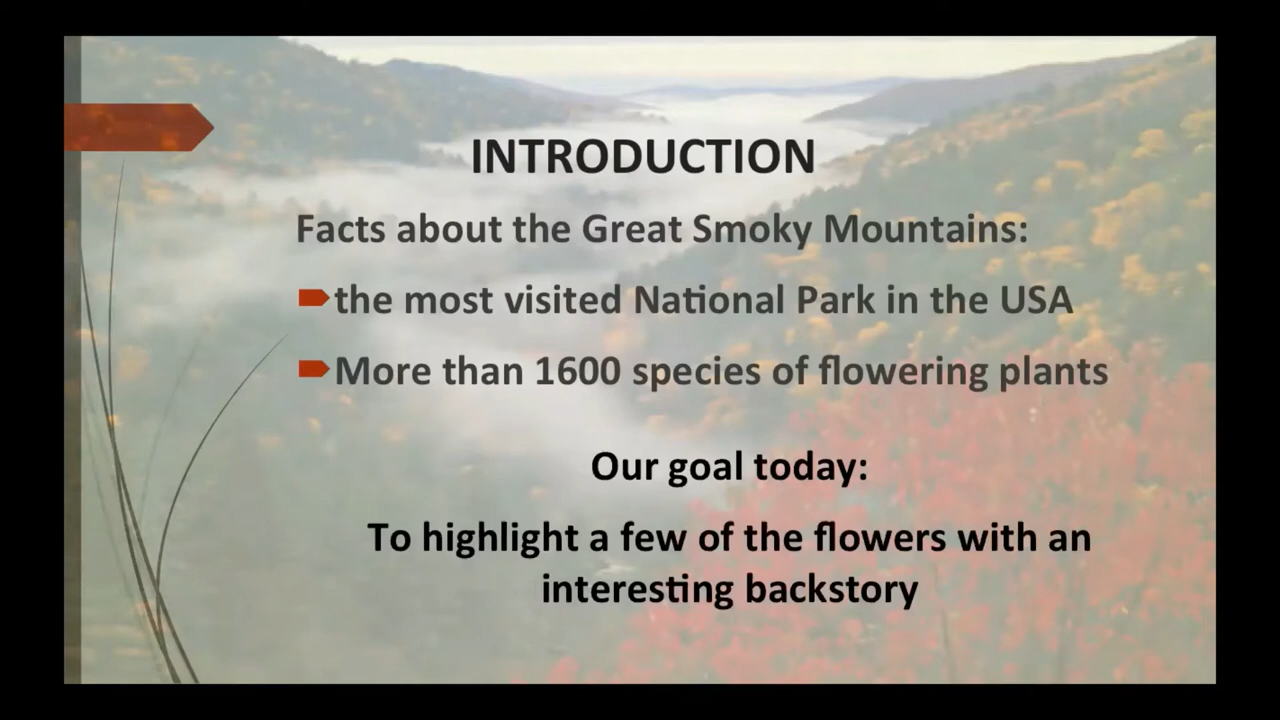 INTRODUCTION
Facts about the Great Smoky Mountains:
the most visited National Park in the USA
More than 1600 species of flowering plants
Our goal today:
To highlight a few of the flowers with an
interesting backstory